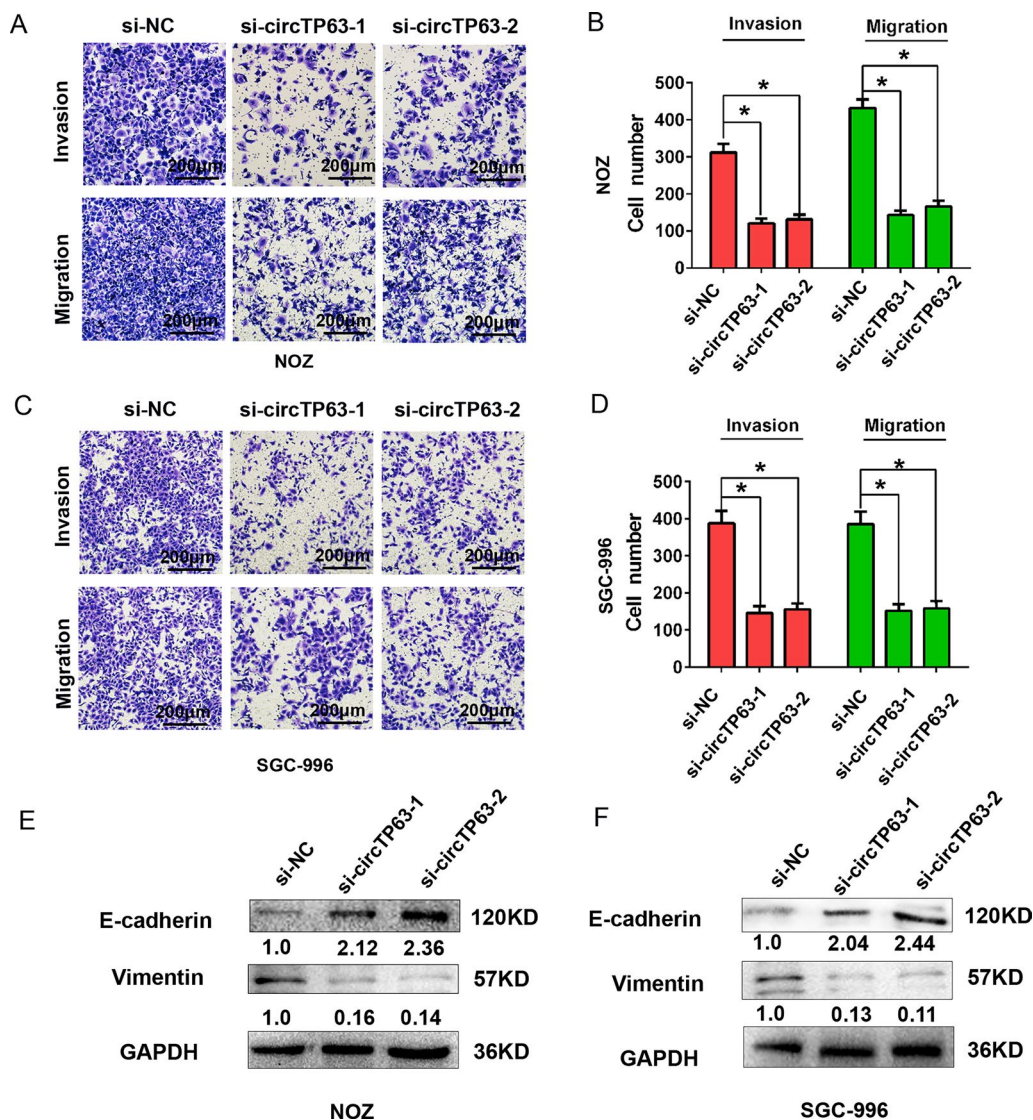 A
si-NC si-circTP63-1 si-circTP63-2
Invasion
200μm 200μm 200μm
Migration
200μm 200μm 200μm
NOZ
B
Invasion Migration
NOZ
Cell number
500
400
300
200
100
0
* * * *
si-NC
si-circTP63-1
si-circTP63-2
si-NC
si-circTP63-1
si-circTP63-2
C
si-NC si-circTP63-1 si-circTP63-2
Invasion
200μm 200μm 200μm
Migration
200μm 200μm 200μm
SGC-996
D
Invasion Migration
SGC-996
Cell number
500
400
300
200
100
0
* * * *
si-NC
si-circTP63-1
si-circTP63-2
si-NC
si-circTP63-1
si-circTP63-2
E
si-NC
si-circTP63-1
si-circTP63-2
E-cadherin 120KD
1.0 2.12 2.36
Vimentin 57KD
1.0 0.16 0.14
GAPDH 36KD
NOZ
F
si-NC
si-circTP63-1
si-circTP63-2
E-cadherin 120KD
1.0 2.04 2.44
Vimentin 57KD
1.0 0.13 0.11
GAPDH 36KD
SGC-996